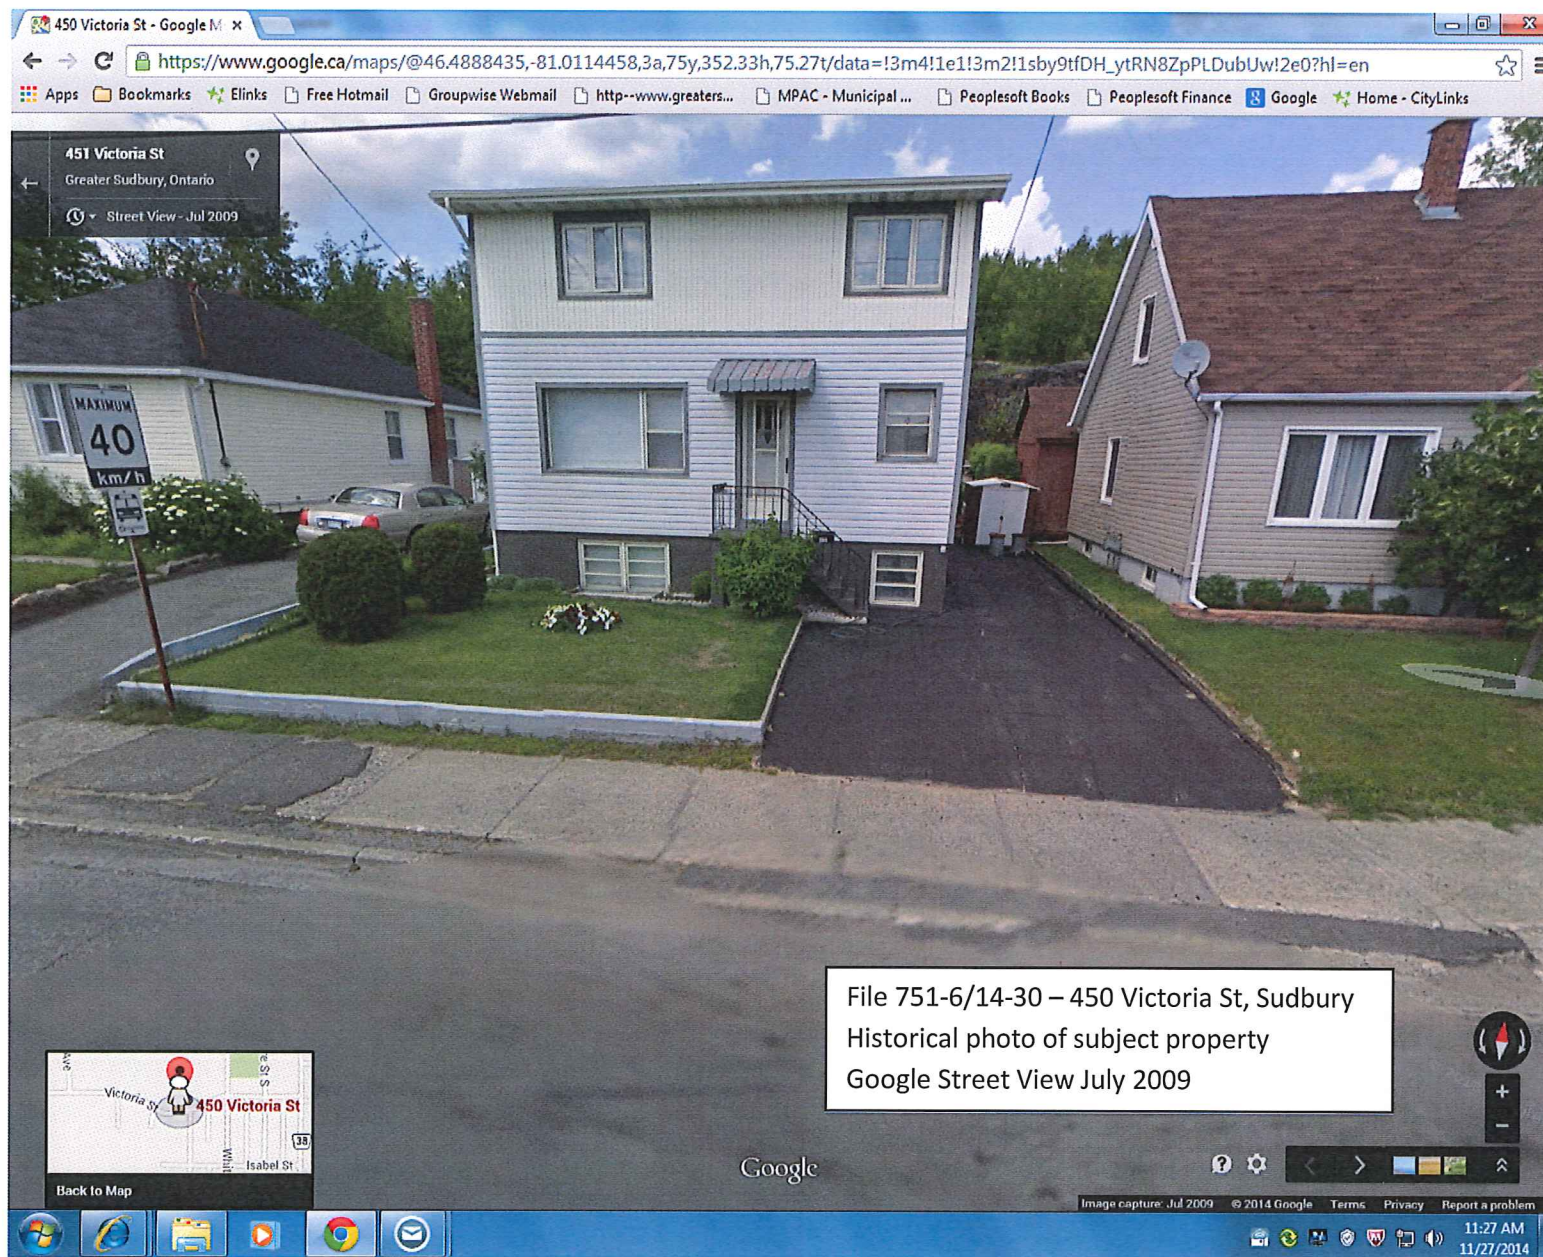 450 Victoria St - Google M
https://www.google.ca/maps/@46.4888435,-81.0114458,3a,75y,352.33h,75.27t/data=!3m4!1e1!3m2!1sby9tfDH_ytRN8ZpPLDubUw!2e0?hl=en
Apps Bookmarks Elinks Free Hotmail Groupwise Webmail http--www.greaters... MPAC - Municipal ... Peoplesoft Books Peoplesoft Finance Google Home - CityLinks
451 Victoria St
Greater Sudbury, Ontario
Street View - Jul 2009
MAXIMUM
40
km/h
File 751-6/14-30 – 450 Victoria St, Sudbury
Historical photo of subject property
Google Street View July 2009
Ave
Victoria St
450 Victoria St
re St S
Whit
38
Isabel St
Back to Map
Google
Image capture: Jul 2009 © 2014 Google Terms Privacy Report a problem
11:27 AM
11/27/2014